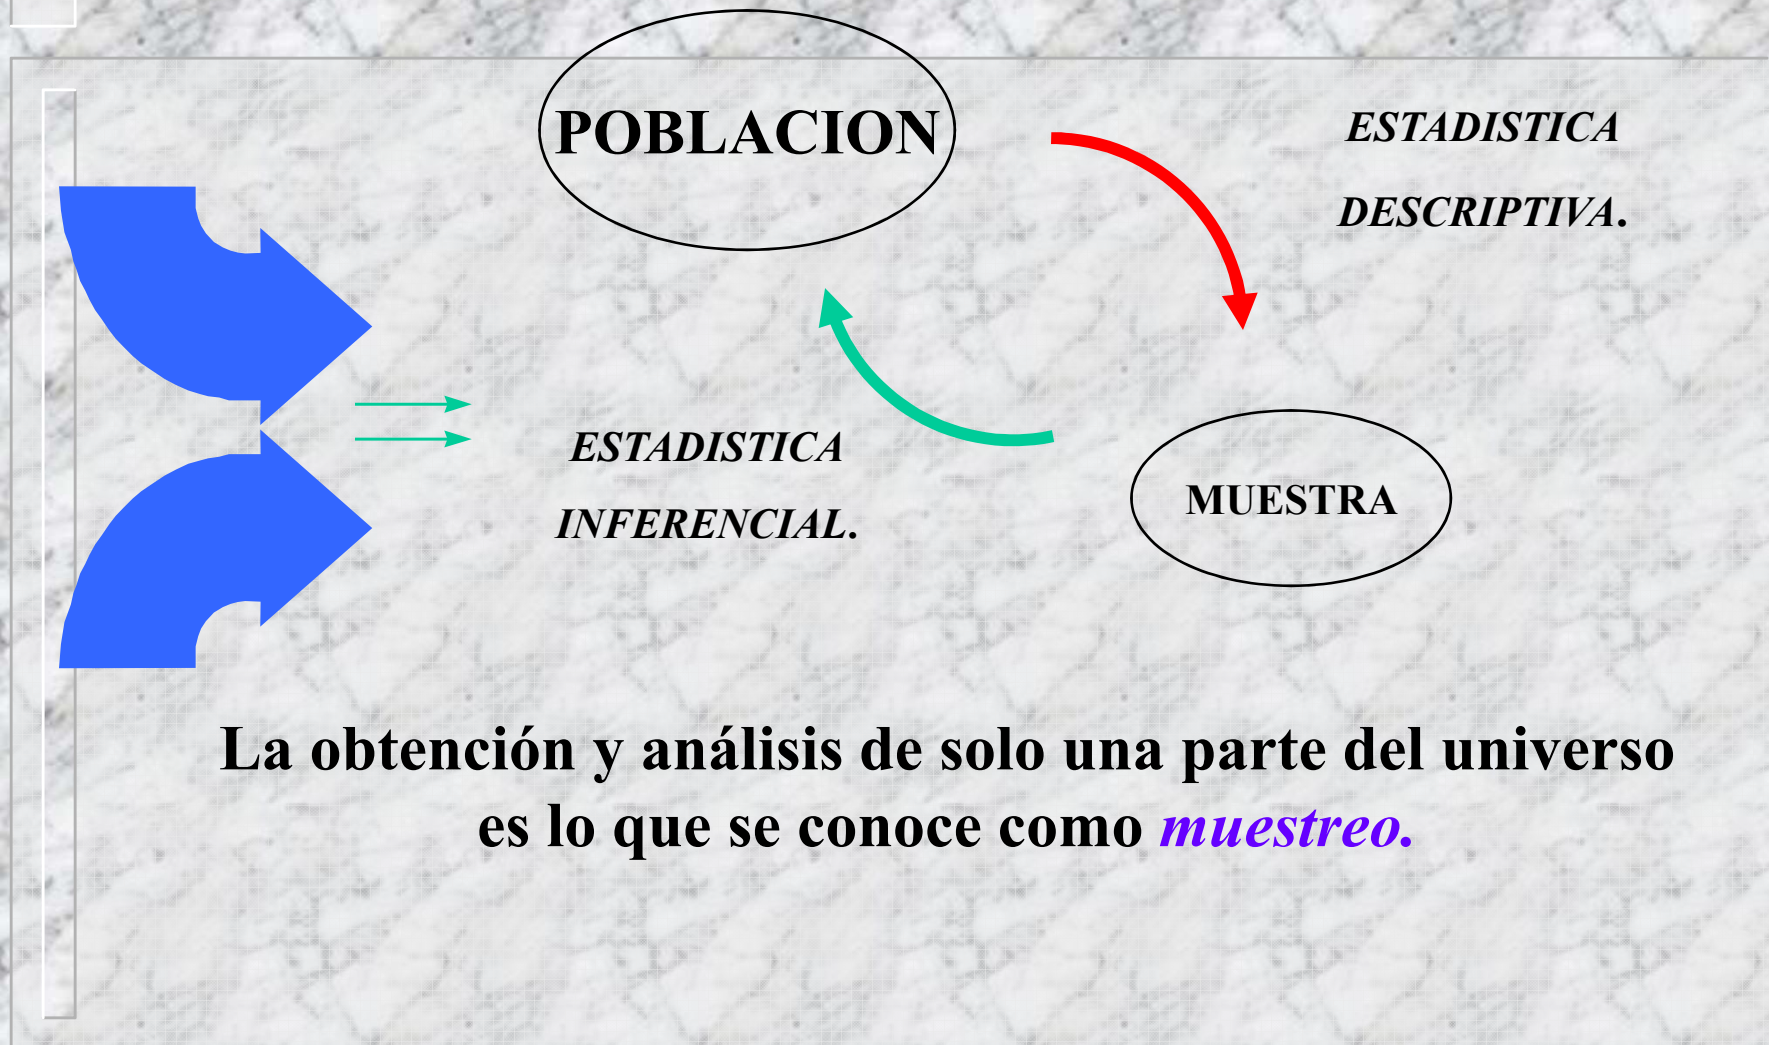 POBLACION
ESTADISTICA
DESCRIPTIVA.
ESTADISTICA
INFERENCIAL.
MUESTRA
La obtención y análisis de solo una parte del universo
es lo que se conoce como muestreo.